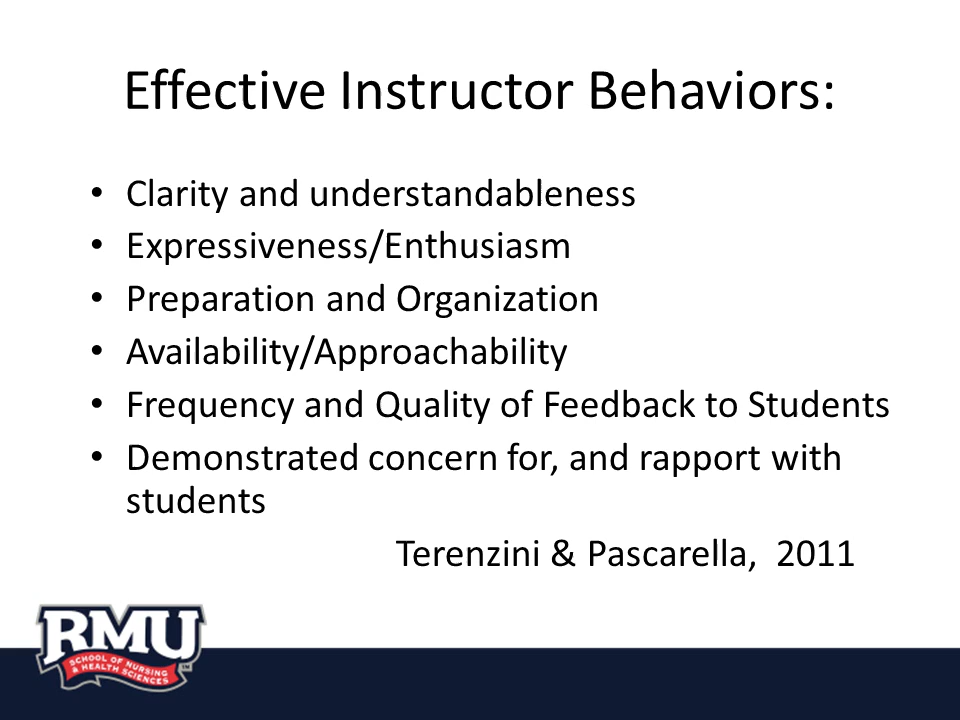 Effective Instructor Behaviors:
• Clarity and understandableness
• Expressiveness/Enthusiasm
• Preparation and Organization
• Availability/Approachability
• Frequency and Quality of Feedback to Students
• Demonstrated concern for, and rapport with
students
Terenzini & Pascarella, 2011
RMU
SCHOOL OF NURSING
& HEALTH SCIENCES
TM